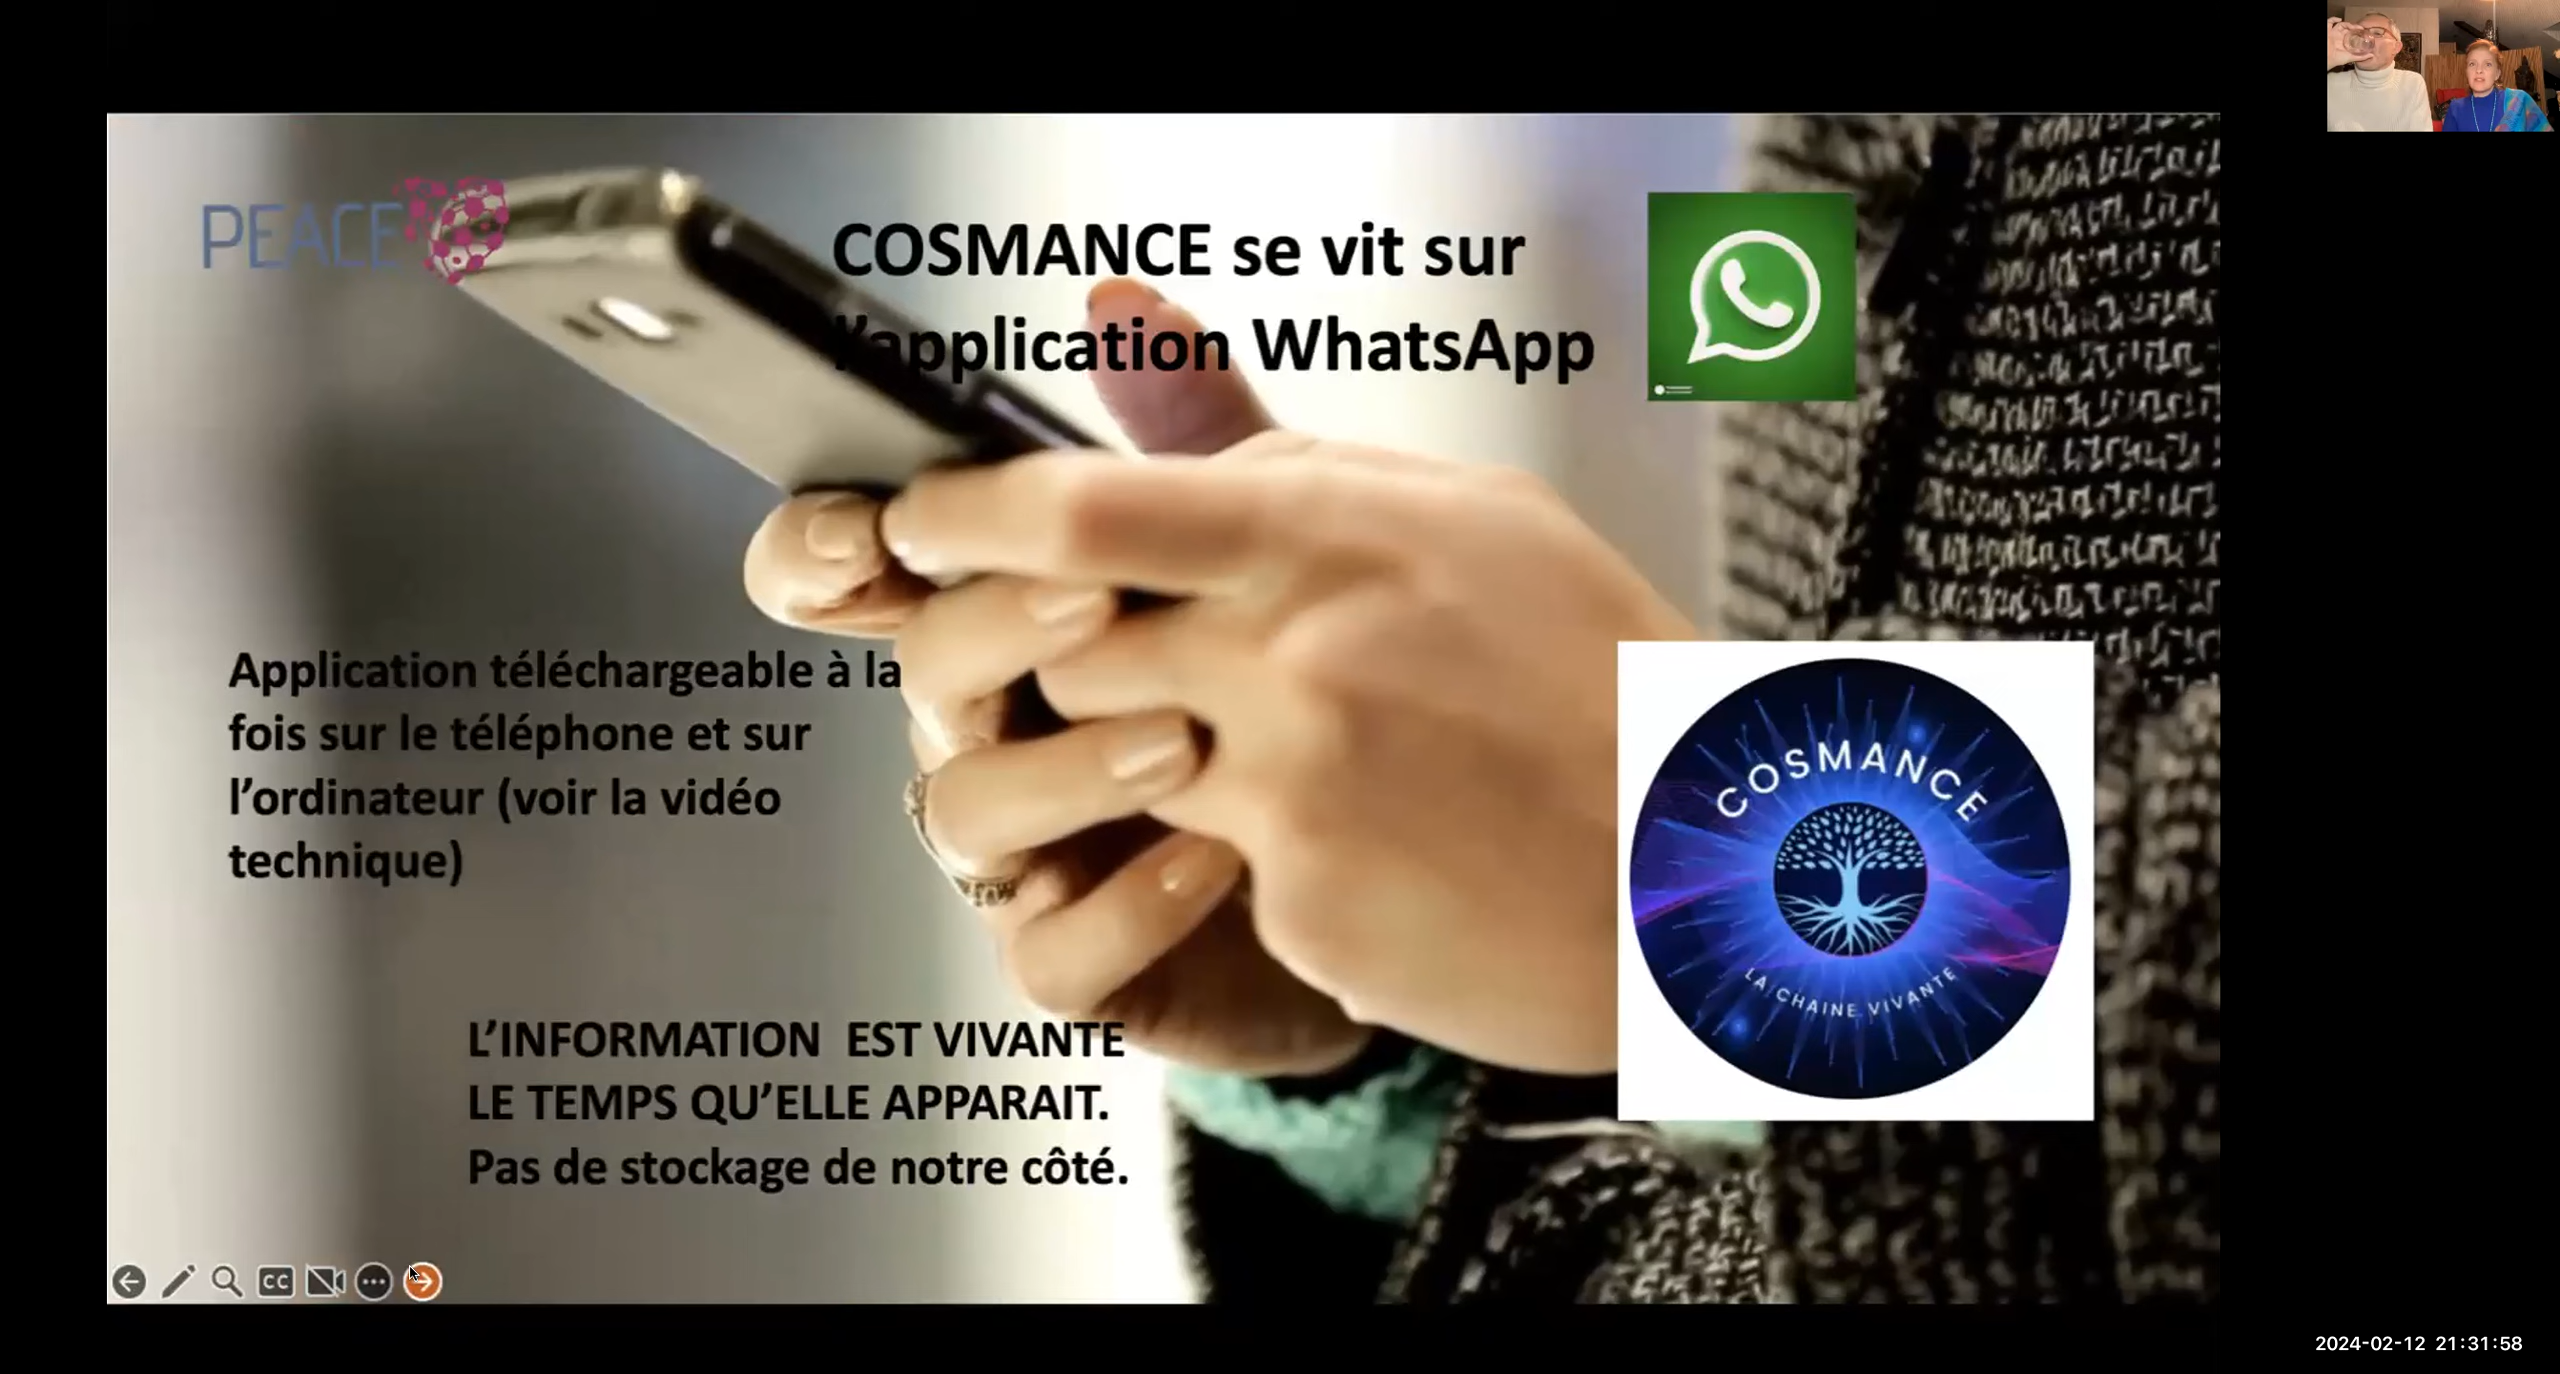 PEACE
COSMANCE se vit sur
l'application WhatsApp
Application téléchargeable à la
fois sur le téléphone et sur
l'ordinateur (voir la vidéo
technique)
COSMANCE
LA CHAINE VIVANTE
L'INFORMATION  EST VIVANTE
LE TEMPS QU'ELLE APPARAIT.
Pas de stockage de notre côté.
CC
2024-02-12 21:31:58